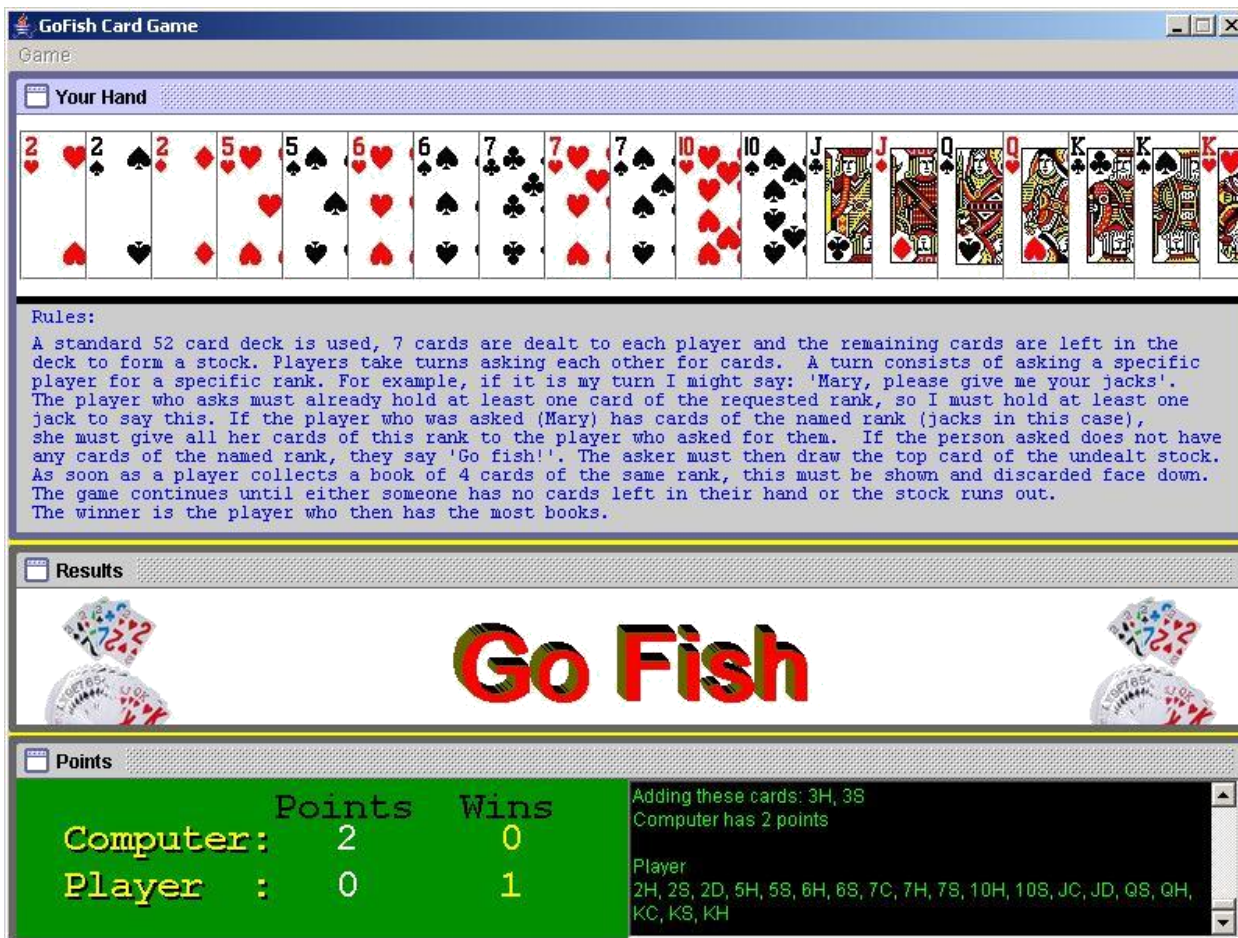 GoFish Card Game
Game
Your Hand
2 2 2 5 5 6 6 7 7 7 10 10 J J Q Q K K K
Rules:
A standard 52 card deck is used, 7 cards are dealt to each player and the remaining cards are left in the
deck to form a stock. Players take turns asking each other for cards.  A turn consists of asking a specific
player for a specific rank. For example, if it is my turn I might say: 'Mary, please give me your jacks'.
The player who asks must already hold at least one card of the requested rank, so I must hold at least one
jack to say this. If the player who was asked (Mary) has cards of the named rank (jacks in this case),
she must give all her cards of this rank to the player who asked for them.  If the person asked does not have
any cards of the named rank, they say 'Go fish!'. The asker must then draw the top card of the undealt stock.
As soon as a player collects a book of 4 cards of the same rank, this must be shown and discarded face down.
The game continues until either someone has no cards left in their hand or the stock runs out.
The winner is the player who then has the most books.
Results
Go Fish
Points
Points Wins
Computer: 2 0
Player : 0 1
Adding these cards: 3H, 3S
Computer has 2 points
Player
2H, 2S, 2D, 5H, 5S, 6H, 6S, 7C, 7H, 7S, 10H, 10S, JC, JD, QS, QH,
KC, KS, KH